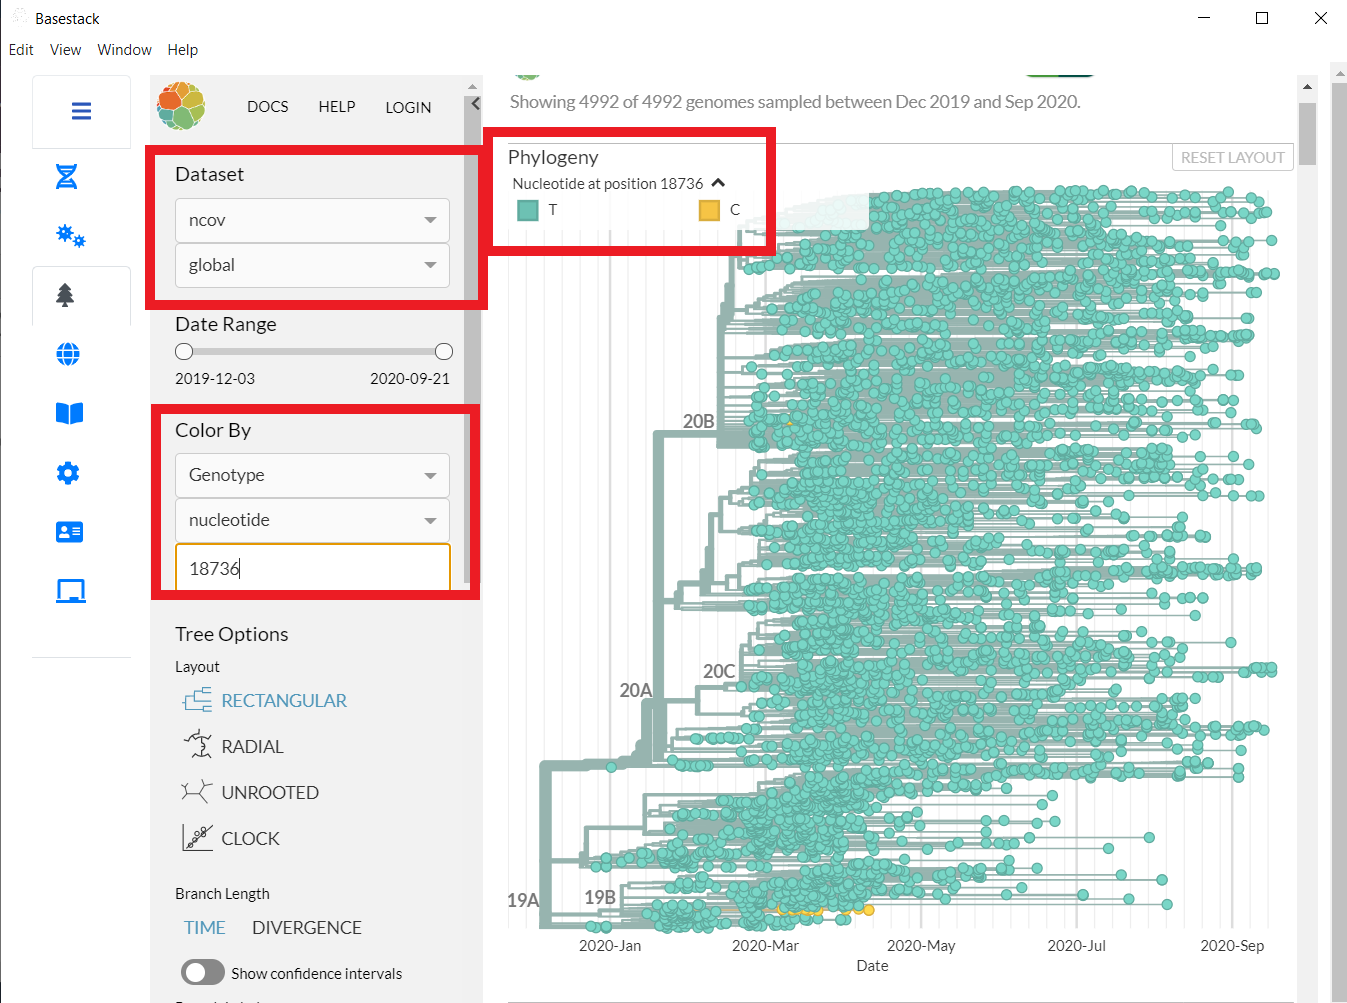 Basestack
Edit View Window Help
DOCS HELP LOGIN
Showing 4992 of 4992 genomes sampled between Dec 2019 and Sep 2020.
Dataset
ncov
global
Date Range
2019-12-03 2020-09-21
Color By
Genotype
nucleotide
18736
Tree Options
Layout
RECTANGULAR
RADIAL
UNROOTED
CLOCK
Branch Length
TIME DIVERGENCE
Show confidence intervals
Phylogeny
RESET LAYOUT
Nucleotide at position 18736
T C
20B
20C
20A
19B
19A
2020-Jan 2020-Mar 2020-May 2020-Jul 2020-Sep
Date